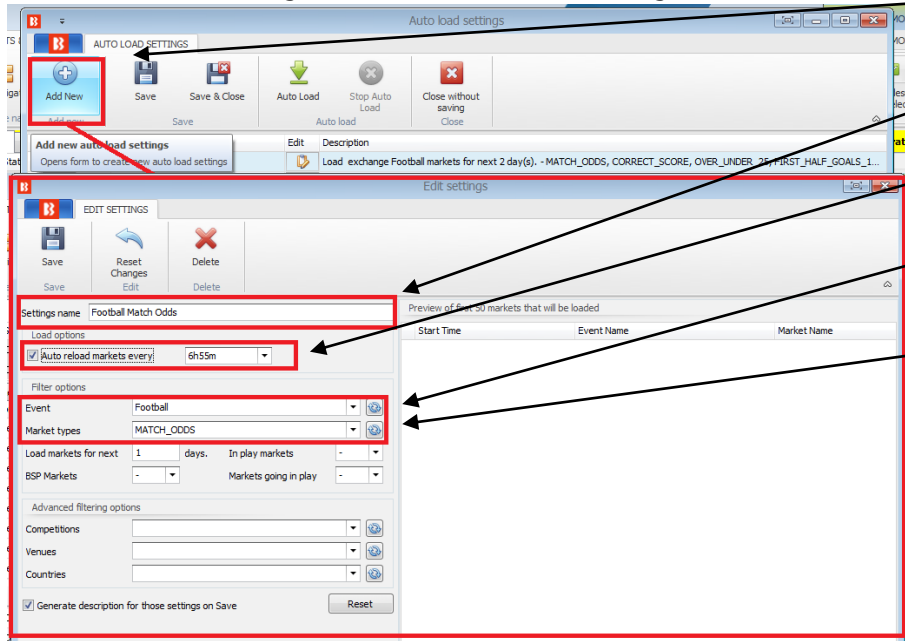 Auto load settings
AUTO LOAD SETTINGS
Add New
Save
Save & Close
Auto Load
Stop Auto
Load
Close without
saving
Add new
Save
Auto load
Close
Add new auto load settings
Opens form to create new auto load settings
Edit
Description
Load exchange Football markets for next 2 day(s). - MATCH_ODDS, CORRECT_SCORE, OVER_UNDER_25, FIRST_HALF_GOALS_1...
Edit settings
EDIT SETTINGS
Save
Reset
Changes
Delete
Save
Edit
Delete
Settings name Football Match Odds
Preview of first 50 markets that will be loaded
Load options
Start Time
Event Name
Market Name
Auto reload markets every 6h55m
Filter options
Event Football
Market types MATCH_ODDS
Load markets for next 1 days. In play markets -
BSP Markets - Markets going in play -
Advanced filtering options
Competitions
Venues
Countries
Generate description for those settings on Save Reset